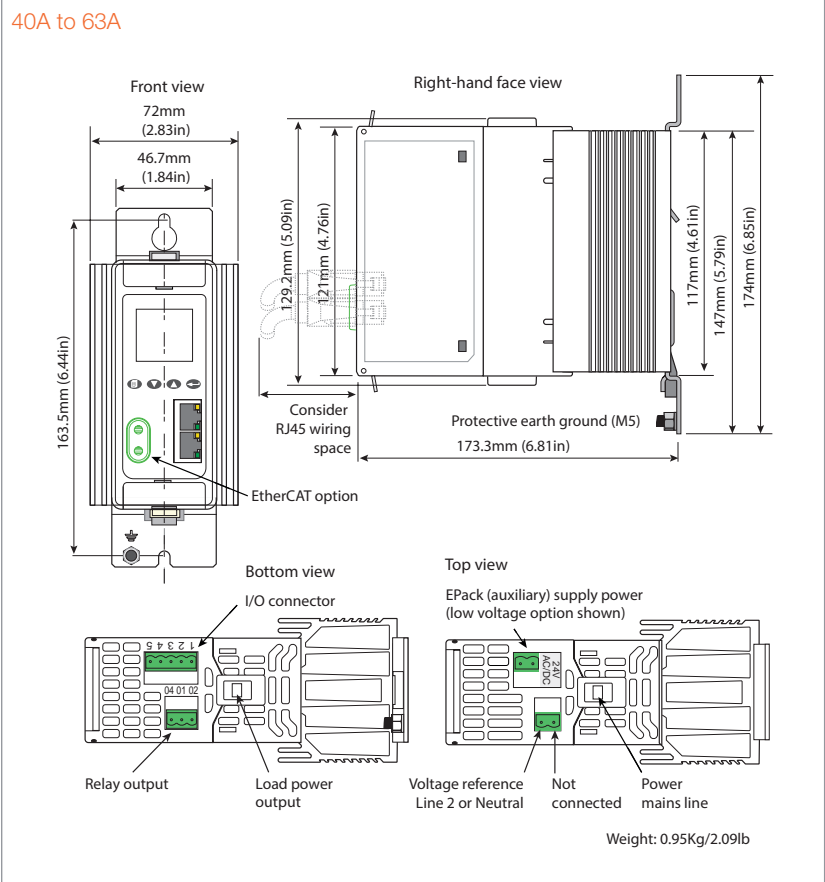 40A to 63A
Front view
72mm
(2.83in)
46.7mm
(1.84in)
163.5mm (6.44in)
EtherCAT option
Right-hand face view
129.2mm (5.09in)
121mm (4.76in)
117mm (4.61in)
147mm (5.79in)
174mm (6.85in)
Consider
RJ45 wiring
space
Protective earth ground (M5)
173.3mm (6.81in)
Bottom view
I/O connector
5 4 3 2 1
04 01 02
Relay output
Load power
output
Top view
EPack (auxiliary) supply power
(low voltage option shown)
24V
AC/DC
Voltage reference
Line 2 or Neutral
Not
connected
Power
mains line
Weight: 0.95Kg/2.09lb